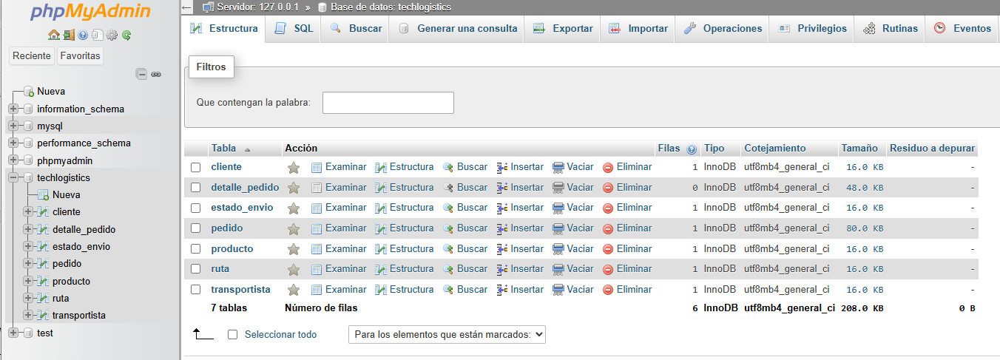 phpMyAdmin
Reciente Favoritas
Nueva
information_schema
mysql
performance_schema
phpmyadmin
techlogistics
Nueva
cliente
detalle_pedido
estado_envio
pedido
producto
ruta
transportista
test
Servidor: 127.0.0.1 » Base de datos: techlogistics
Estructura SQL Buscar Generar una consulta Exportar Importar Operaciones Privilegios Rutinas Eventos
Filtros
Que contengan la palabra:
Tabla Acción Filas Tipo Cotejamiento Tamaño Residuo a depurar
cliente Examinar Estructura Buscar Insertar Vaciar Eliminar 1 InnoDB utf8mb4_general_ci 16.0 KB -
detalle_pedido Examinar Estructura Buscar Insertar Vaciar Eliminar 0 InnoDB utf8mb4_general_ci 48.0 KB -
estado_envio Examinar Estructura Buscar Insertar Vaciar Eliminar 1 InnoDB utf8mb4_general_ci 16.0 KB -
pedido Examinar Estructura Buscar Insertar Vaciar Eliminar 1 InnoDB utf8mb4_general_ci 80.0 KB -
producto Examinar Estructura Buscar Insertar Vaciar Eliminar 1 InnoDB utf8mb4_general_ci 16.0 KB -
ruta Examinar Estructura Buscar Insertar Vaciar Eliminar 1 InnoDB utf8mb4_general_ci 16.0 KB -
transportista Examinar Estructura Buscar Insertar Vaciar Eliminar 1 InnoDB utf8mb4_general_ci 16.0 KB -
7 tablas Número de filas 6 InnoDB utf8mb4_general_ci 208.0 KB 0 B
Seleccionar todo Para los elementos que están marcados: